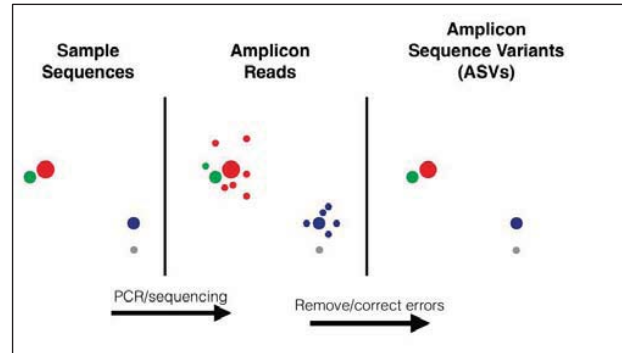 Sample
Sequences
Amplicon
Reads
Amplicon
Sequence Variants
(ASVs)
PCR/sequencing
Remove/correct errors